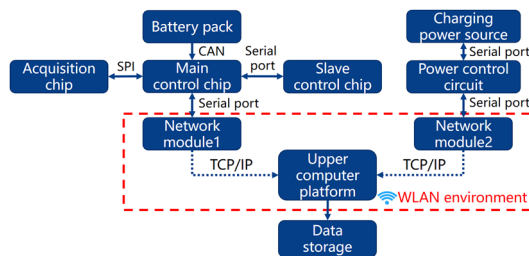 Battery pack
Charging
power source
CAN
Serial
port
Serial port
Acquisition
chip
SPI
Main
control chip
Slave
control chip
Power control
circuit
Serial port
Serial port
Network
module1
Network
module2
TCP/IP
Upper
computer
platform
TCP/IP
WLAN environment
Data
storage